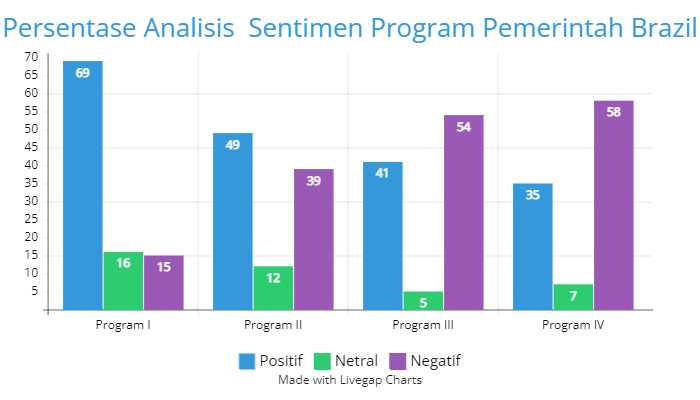 Persentase Analisis  Sentimen Program Pemerintah Brazil
70
65
60
55
50
45
40
35
30
25
20
15
10
5
69
16
15
49
12
39
41
5
54
35
7
58
Program I
Program II
Program III
Program IV
Positif
Netral
Negatif
Made with Livegap Charts